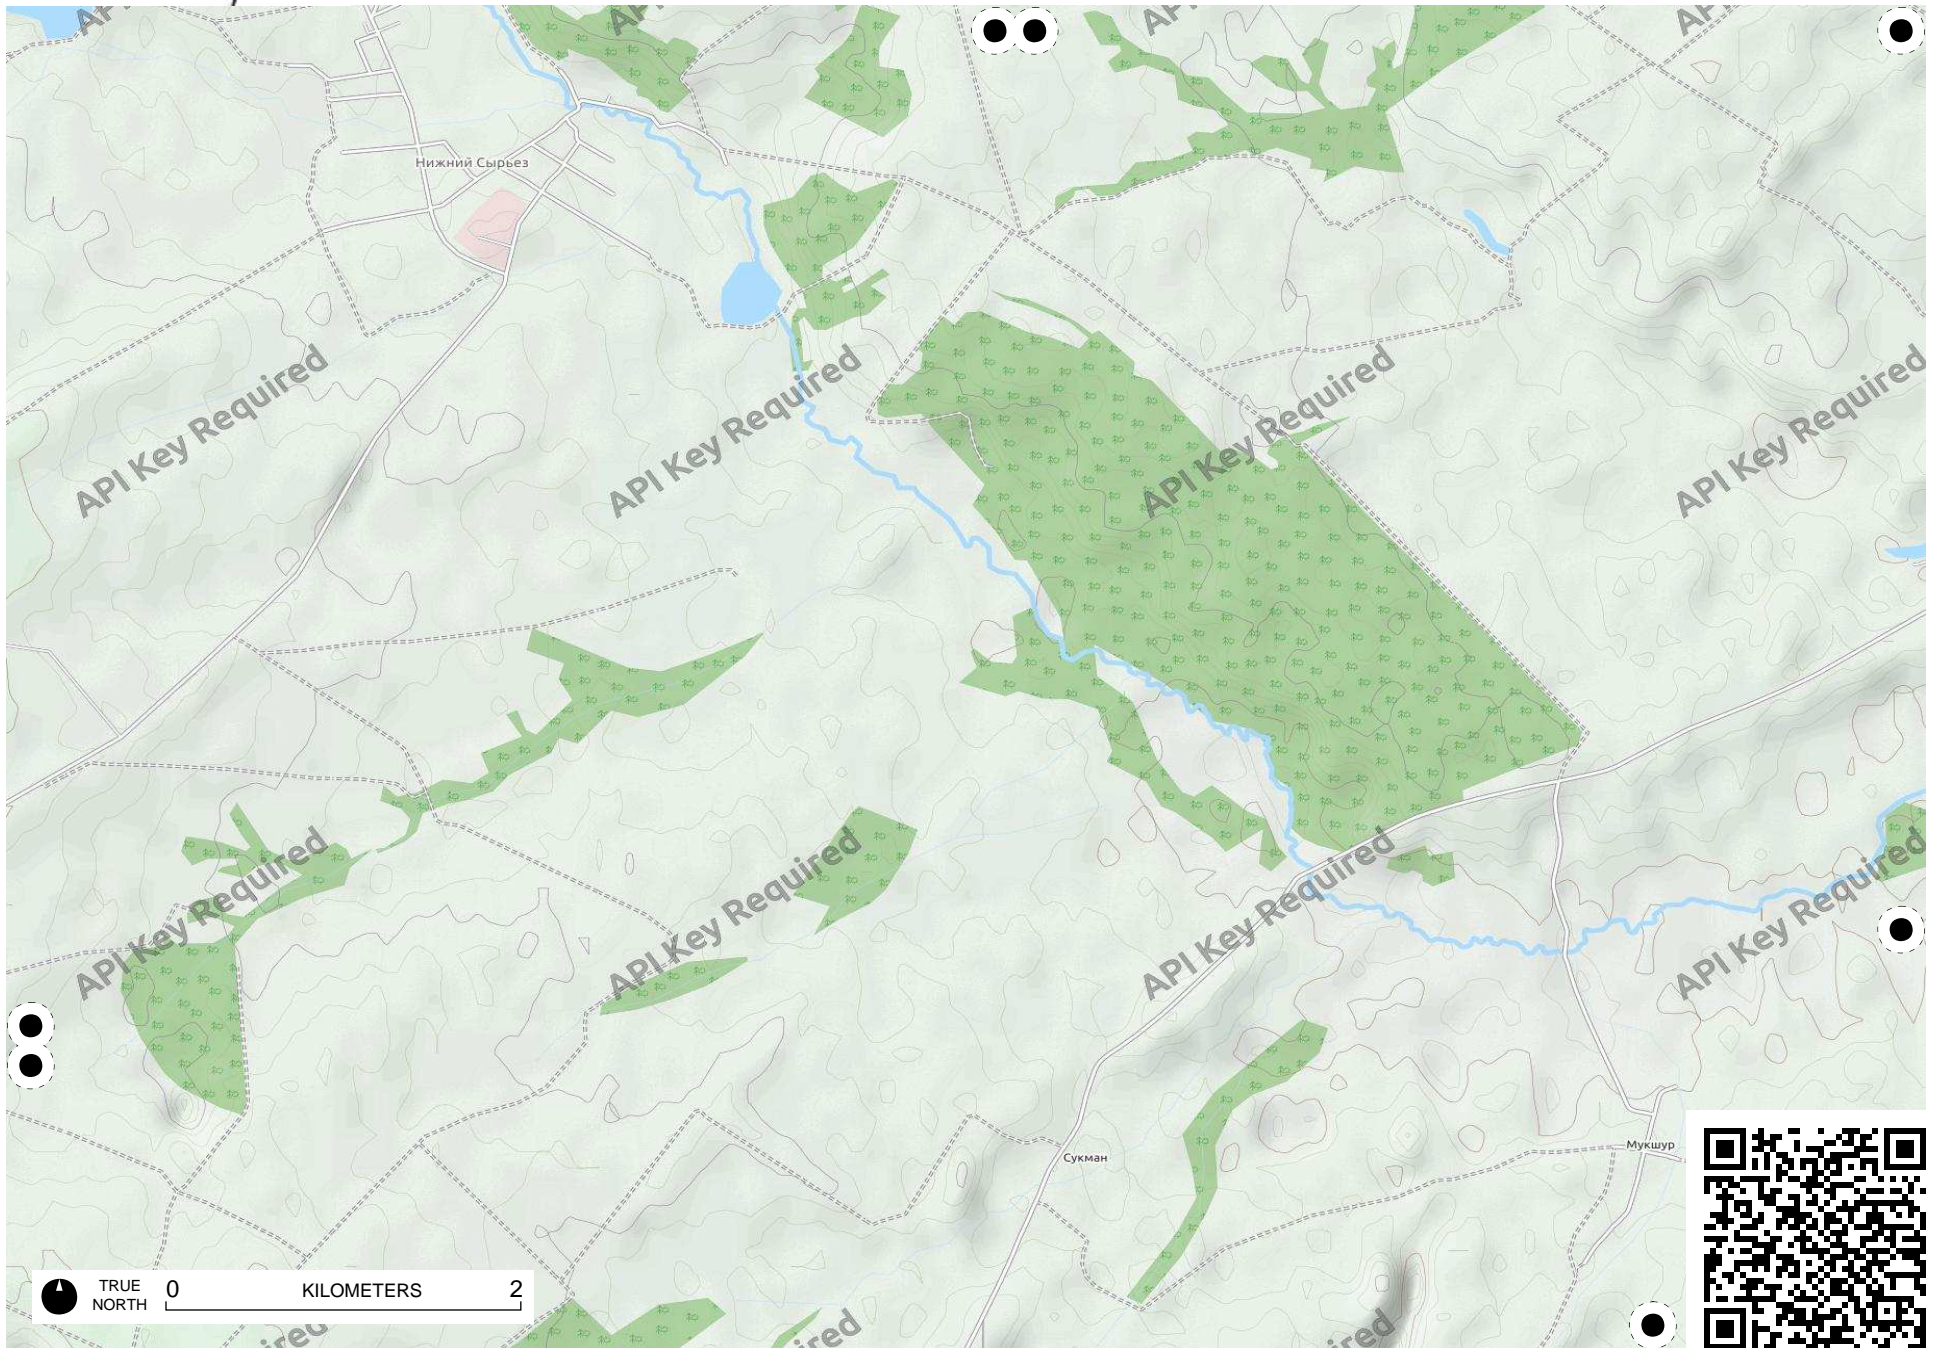 Нижний Сырьез
API Key Required
API Key Required
API Key Required
API Key Required
API Key Required
API Key Required
API Key Required
API Key Required
Сукман
Мукшур
TRUE
NORTH
0 KILOMETERS 2